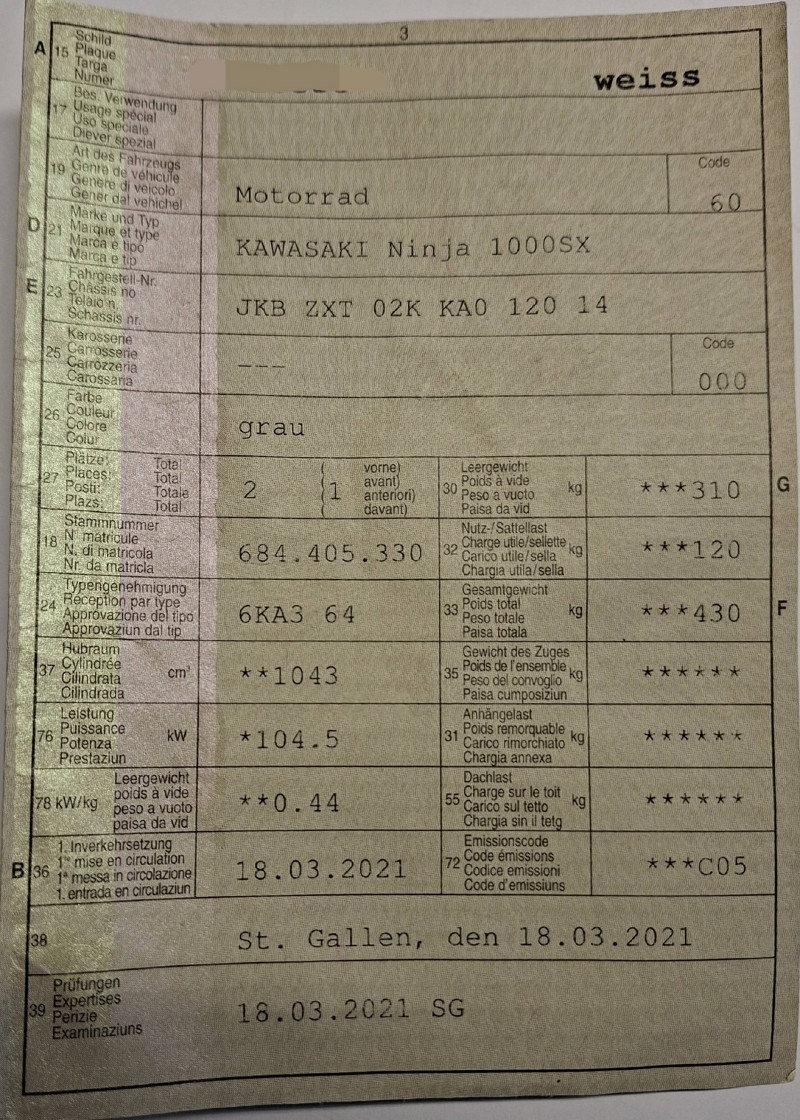 3
A 15 Schild
Plaque
Targa
Numer
weiss
17 Bes. Verwendung
Usage spécial
Uso speciale
Diever spezial
19 Art des Fahrzeugs
Genre de véhicule
Genere di veicolo
Gener dal vehichel
Motorrad
Code
60
D 21 Marke und Typ
Marque et type
Marca e tipo
Marca e tip
KAWASAKI Ninja 1000SX
E 23 Fahrgestell-Nr.
Châssis no
Telaio n.
Schassis nr.
JKB ZXT 02K KA0 120 14
25 Karosserie
Carrosserie
Carrozzeria
Carossaria
---
Code
000
26 Farbe
Couleur
Colore
Colur
grau
27 Plätze: Total
Places: Total
Posti: Totale
Plazs: Total
2 (1 vorne)
( avant)
( anteriori)
( davant)
30 Leergewicht
Poids à vide
Peso a vuoto
Paisa da vid
kg
***310
G
18 Stammnummer
N° matricule
N. di matricola
Nr. da matricla
684.405.330
32 Nutz-/Sattellast
Charge utile/sellette
Carico utile/sella
Chargia utila/sella
kg
***120
24 Typengenehmigung
Réception par type
Approvazione del tipo
Approvaziun dal tip
6KA3 64
33 Gesamtgewicht
Poids total
Peso totale
Paisa totala
kg
***430
F
37 Hubraum
Cylindrée
Cilindrata
Cilindrada
cm³
**1043
35 Gewicht des Zuges
Poids de l'ensemble
Peso del convoglio
Paisa cumposiziun
kg
******
76 Leistung
Puissance
Potenza
Prestaziun
kW
*104.5
31 Anhängelast
Poids remorquable
Carico rimorchiato
Chargia annexa
kg
******
78 kW/kg Leergewicht
poids à vide
peso a vuoto
paisa da vid
**0.44
55 Dachlast
Charge sur le toit
Carico sul tetto
Chargia sin il tetg
kg
******
B 36 1. Inverkehrsetzung
1re mise en circulation
1a messa in circolazione
1. entrada en circulaziun
18.03.2021
72 Emissionscode
Code émissions
Codice emissioni
Code d'emissiuns
***C05
38
St. Gallen, den 18.03.2021
39 Prüfungen
Expertises
Perizie
Examinaziuns
18.03.2021 SG